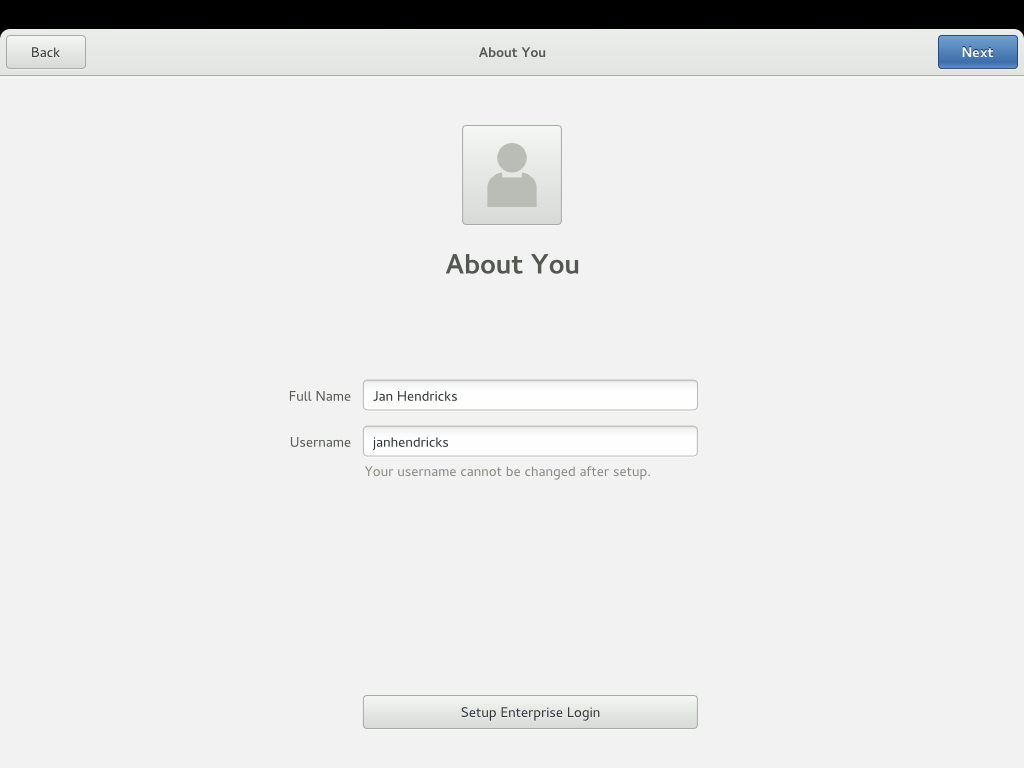 Back
About You
Next
About You
Full Name
Jan Hendricks
Username
janhendricks
Your username cannot be changed after setup.
Setup Enterprise Login